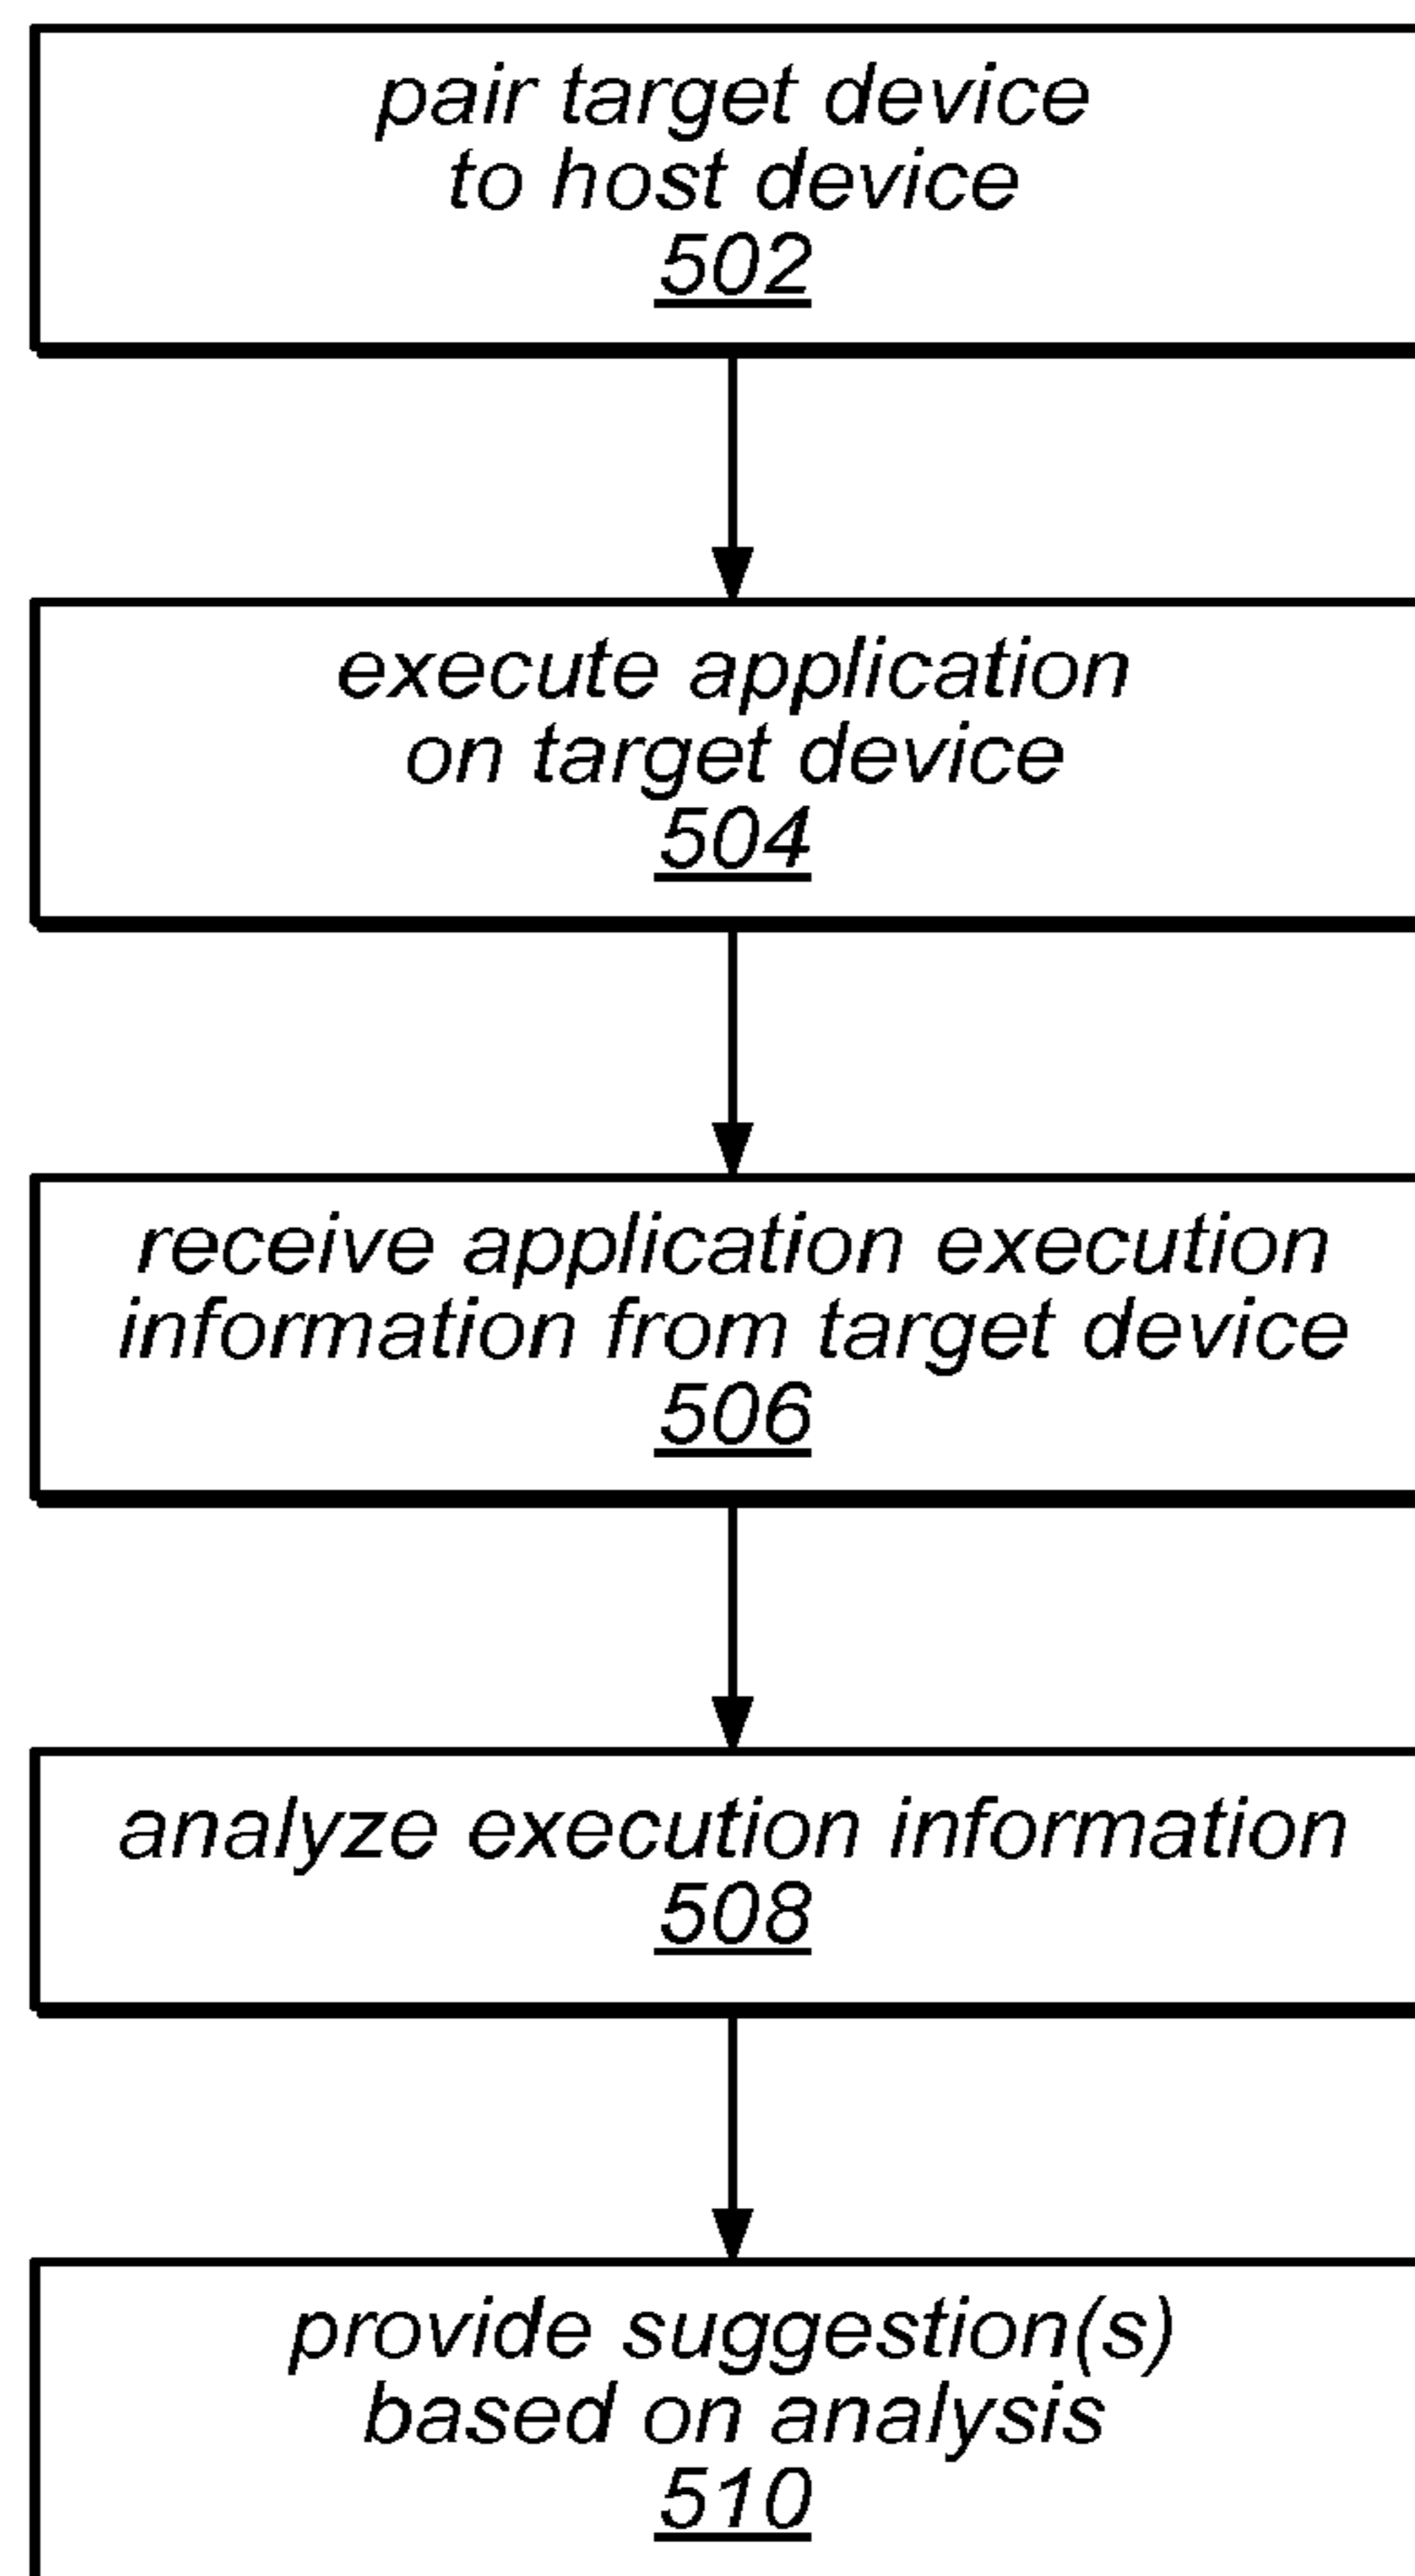 pair target device
to host device
502
execute application
on target device
504
receive application execution
information from target device
506
analyze execution information
508
provide suggestion(s)
based on analysis
510